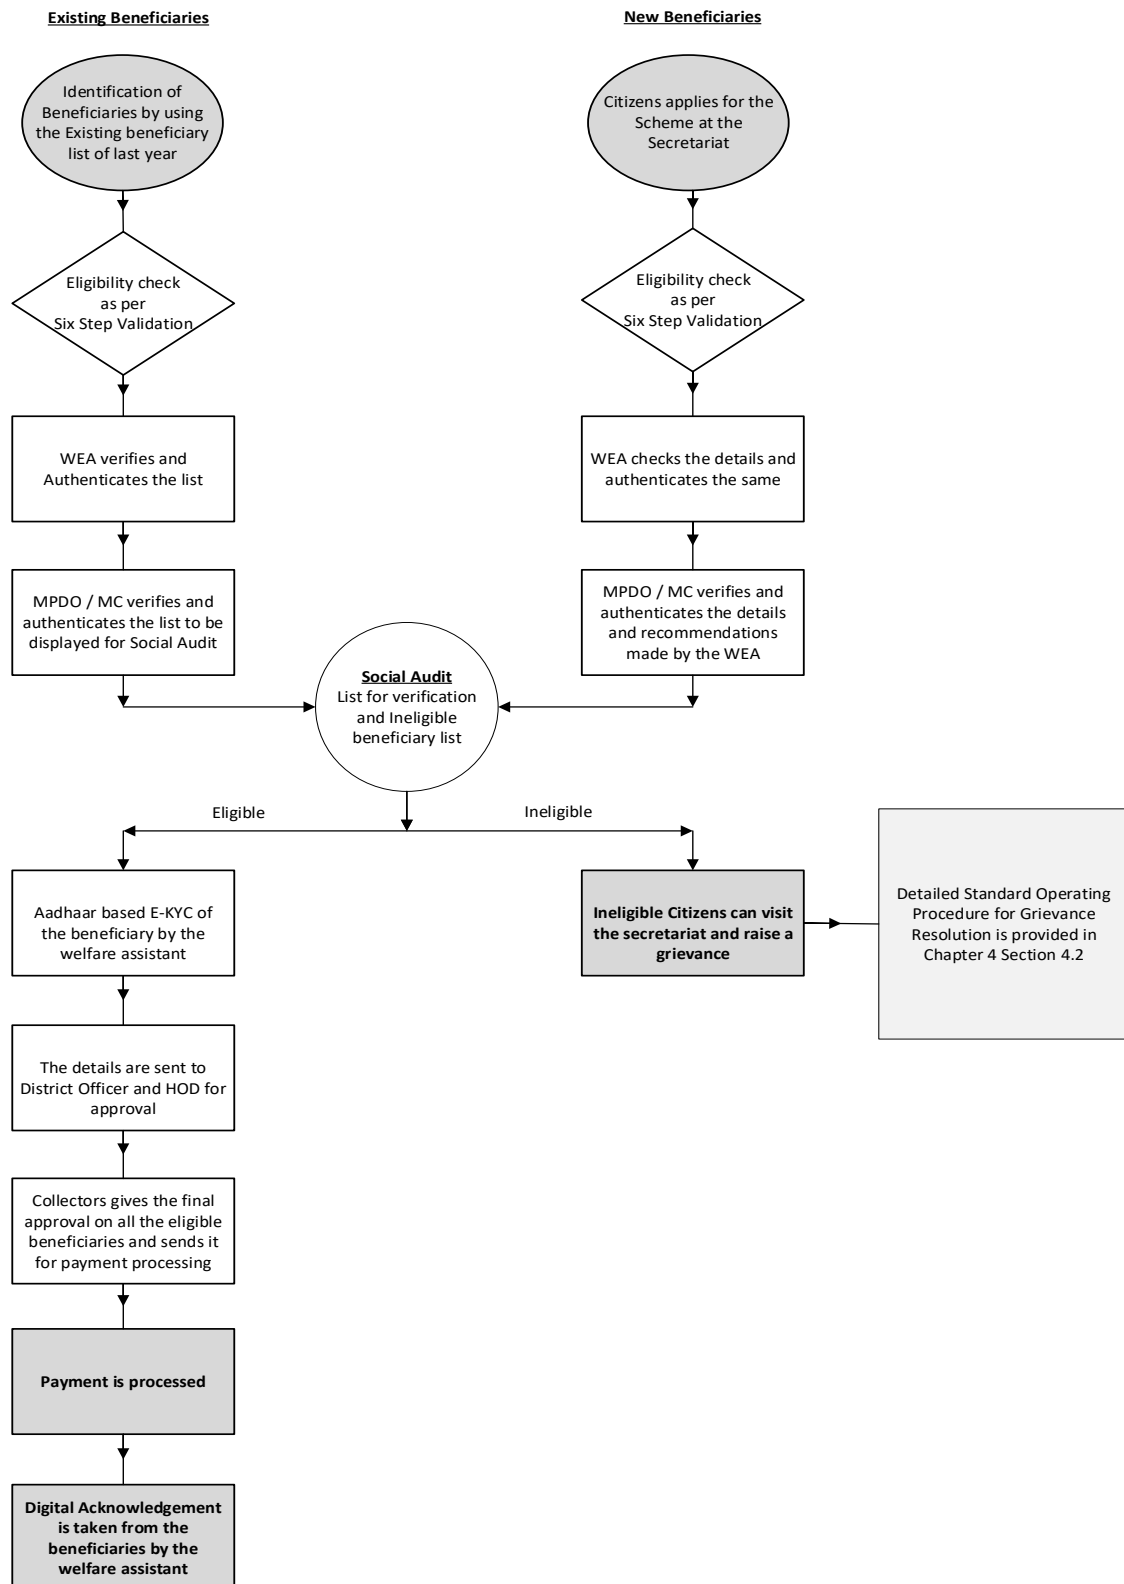 Existing Beneficiaries
New Beneficiaries
Identification of
Beneficiaries by using
the Existing beneficiary
list of last year
Citizens applies for the
Scheme at the
Secretariat
Eligibility check
as per
Six Step Validation
Eligibility check
as per
Six Step Validation
WEA verifies and
Authenticates the list
WEA checks the details and
authenticates the same
MPDO / MC verifies and
authenticates the list to be
displayed for Social Audit
MPDO / MC verifies and
authenticates the details
and recommendations
made by the WEA
Social Audit
List for verification
and Ineligible
beneficiary list
Eligible
Ineligible
Aadhaar based E-KYC of
the beneficiary by the
welfare assistant
Ineligible Citizens can visit
the secretariat and raise a
grievance
Detailed Standard Operating
Procedure for Grievance
Resolution is provided in
Chapter 4 Section 4.2
The details are sent to
District Officer and HOD for
approval
Collectors gives the final
approval on all the eligible
beneficiaries and sends it
for payment processing
Payment is processed
Digital Acknowledgement
is taken from the
beneficiaries by the
welfare assistant